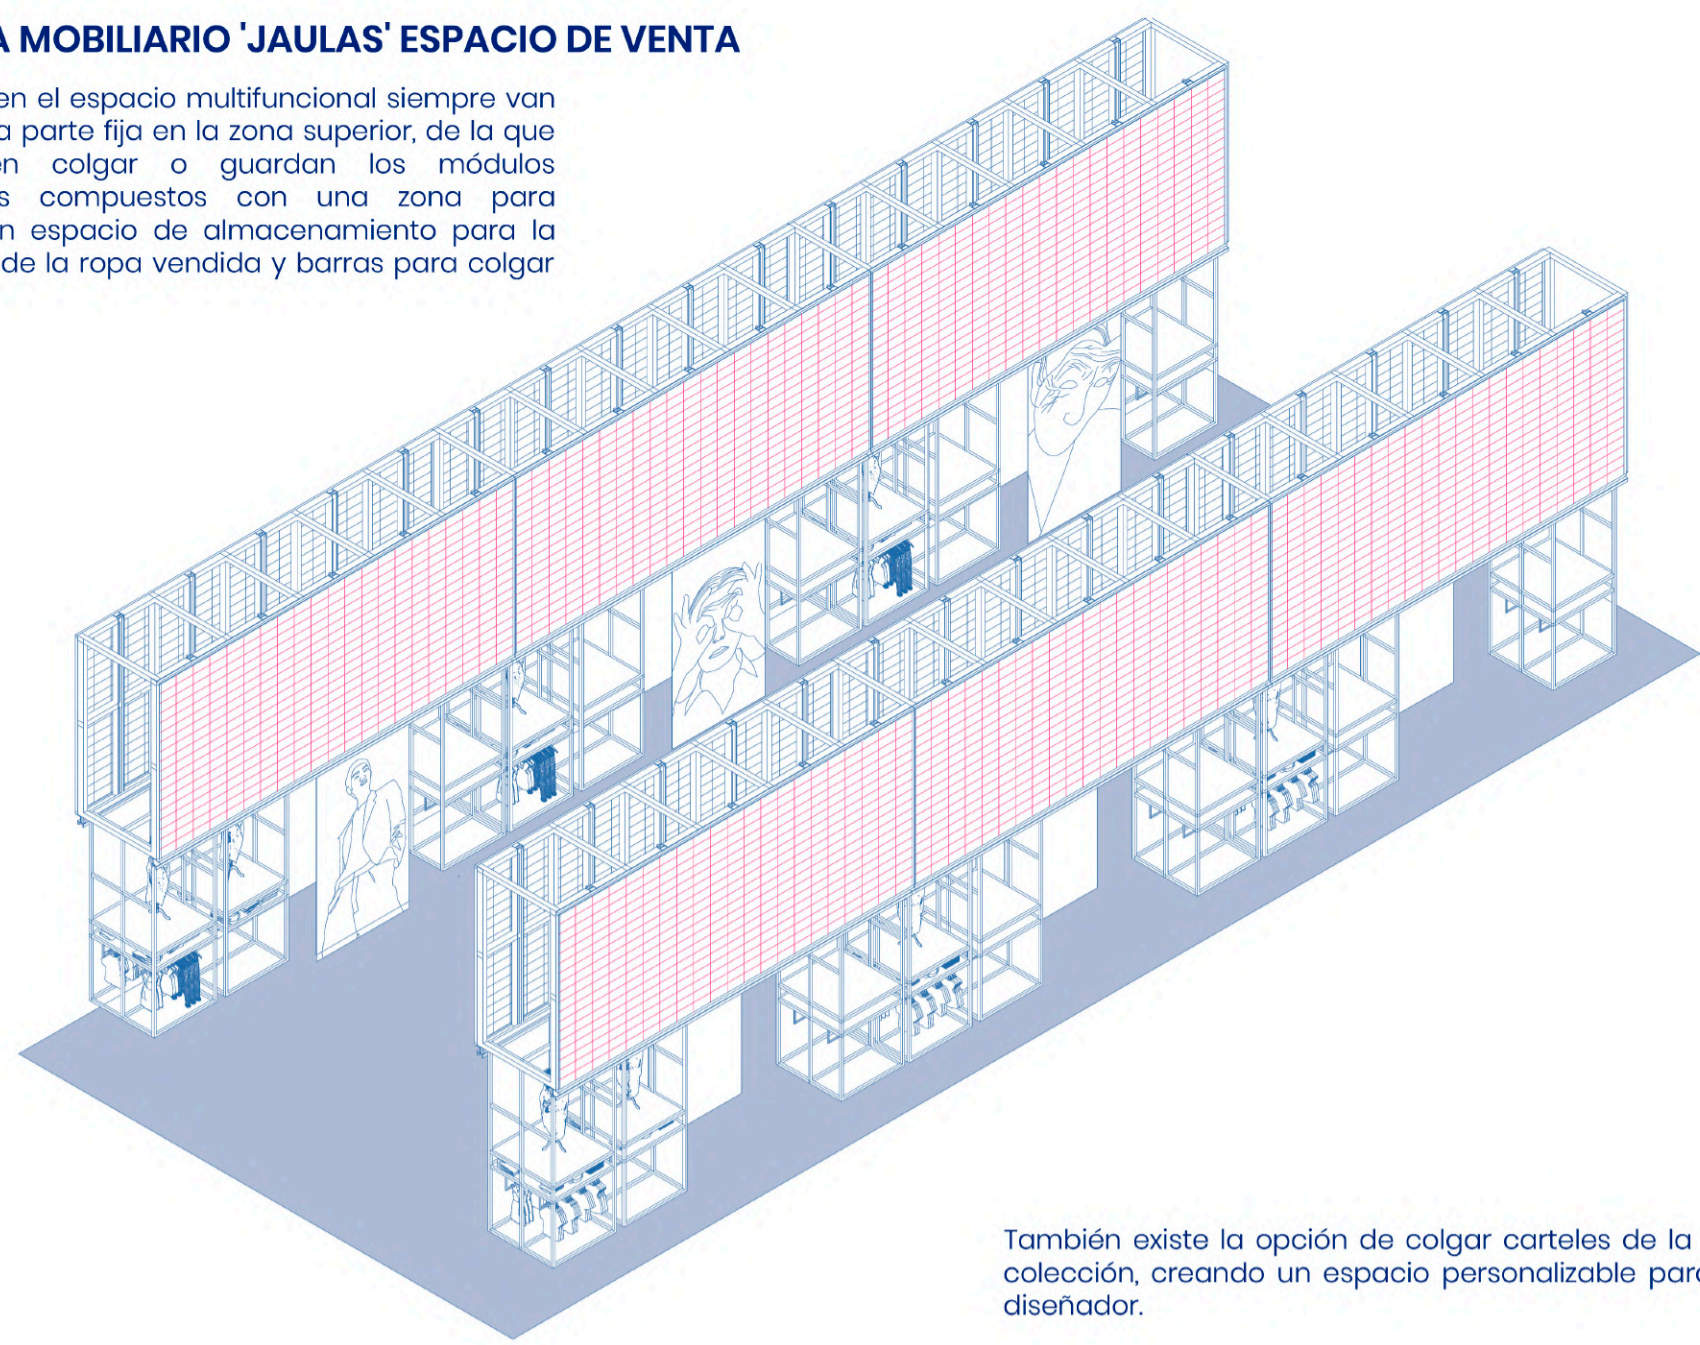 A MOBILIARIO 'JAULAS' ESPACIO DE VENTA
en el espacio multifuncional siempre van
a parte fija en la zona superior, de la que
en colgar o guardan los módulos
s compuestos con una zona para
n espacio de almacenamiento para la
de la ropa vendida y barras para colgar
También existe la opción de colgar carteles de la
colección, creando un espacio personalizable para
diseñador.